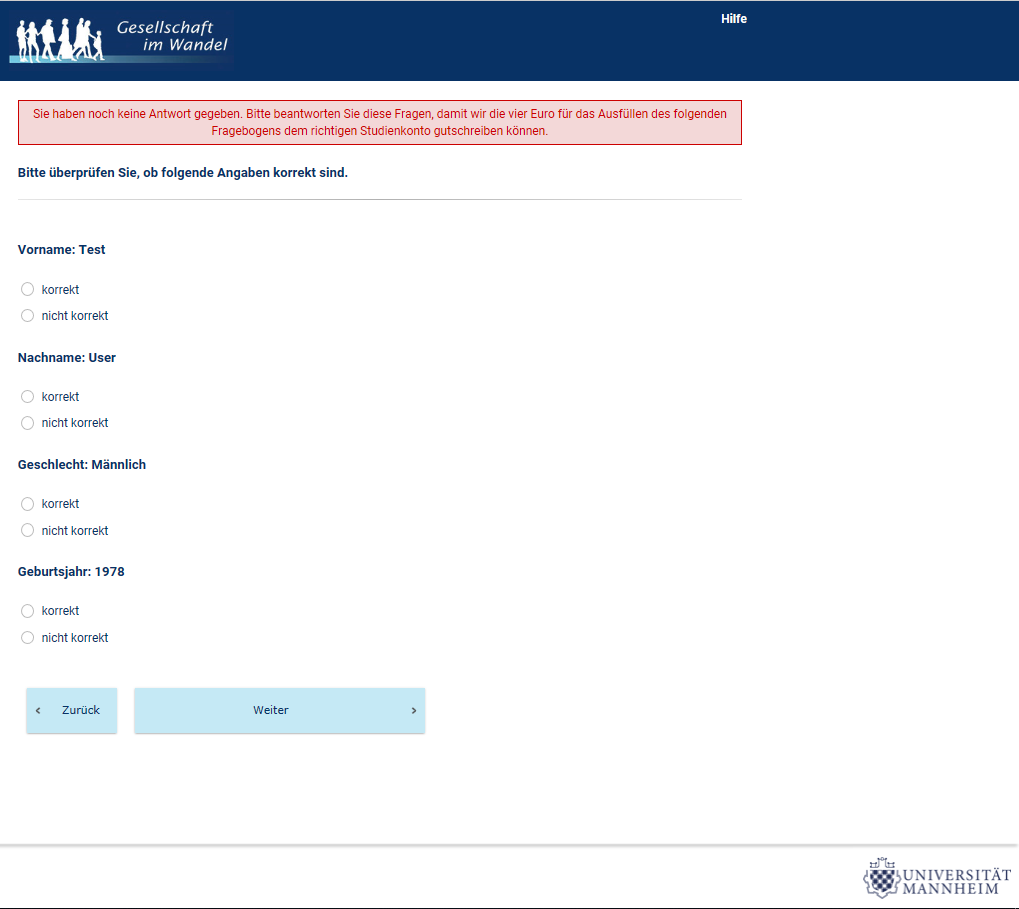 Gesellschaft
im Wandel
Hilfe
Sie haben noch keine Antwort gegeben. Bitte beantworten Sie diese Fragen, damit wir die vier Euro für das Ausfüllen des folgenden
Fragebogens dem richtigen Studienkonto gutschreiben können.
Bitte überprüfen Sie, ob folgende Angaben korrekt sind.
Vorname: Test
korrekt
nicht korrekt
Nachname: User
korrekt
nicht korrekt
Geschlecht: Männlich
korrekt
nicht korrekt
Geburtsjahr: 1978
korrekt
nicht korrekt
‹ Zurück
Weiter ›
UNIVERSITÄT
MANNHEIM